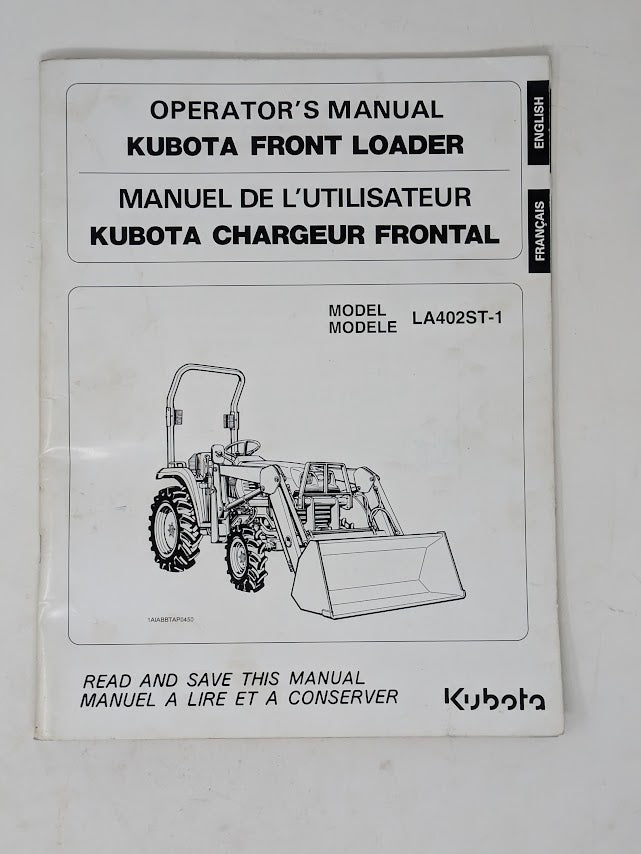 OPERATOR'S MANUAL
KUBOTA FRONT LOADER
MANUEL DE L'UTILISATEUR
KUBOTA CHARGEUR FRONTAL
ENGLISH
FRANÇAIS
MODEL
MODELE LA402ST-1
1AIABBTAP0450
READ AND SAVE THIS MANUAL
MANUEL A LIRE ET A CONSERVER
Kubota